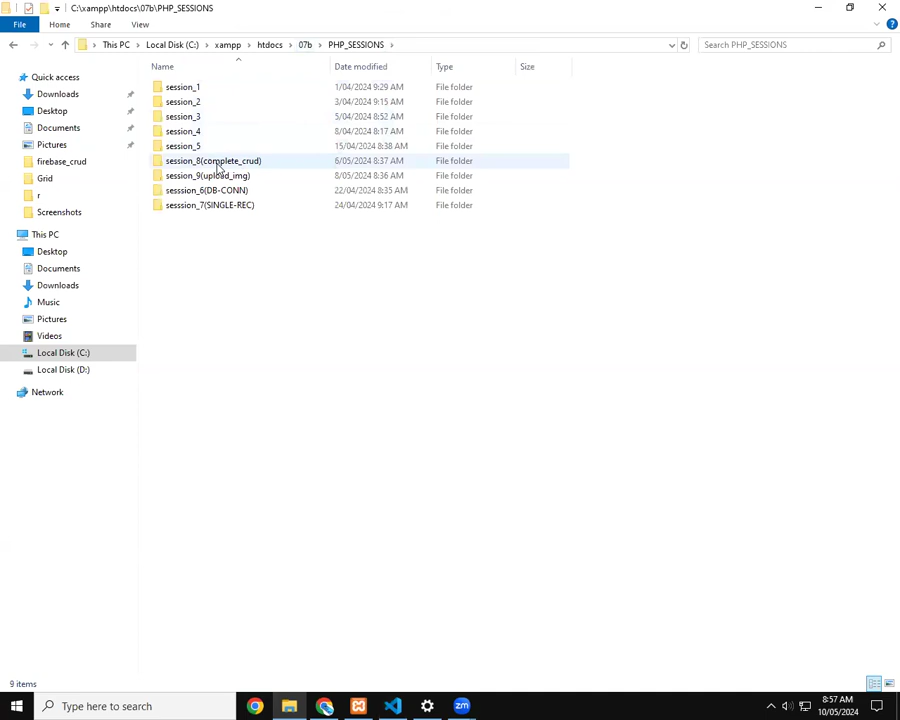 C:\xampp\htdocs\07b\PHP_SESSIONS
File Home Share View
This PC Local Disk (C:) xampp htdocs 07b PHP_SESSIONS Search PHP_SESSIONS
Name Date modified Type Size
Quick access
Downloads
Desktop
Documents
Pictures
firebase_crud
Grid
r
Screenshots
This PC
Desktop
Documents
Downloads
Music
Pictures
Videos
Local Disk (C:)
Local Disk (D:)
Network
session_1 1/04/2024 9:29 AM File folder
session_2 3/04/2024 9:15 AM File folder
session_3 5/04/2024 8:52 AM File folder
session_4 8/04/2024 8:17 AM File folder
session_5 15/04/2024 8:38 AM File folder
session_8(complete_crud) 6/05/2024 8:37 AM File folder
session_9(upload_img) 8/05/2024 8:36 AM File folder
sesssion_6(DB-CONN) 22/04/2024 8:35 AM File folder
sesssion_7(SINGLE-REC) 24/04/2024 9:17 AM File folder
9 items
Type here to search
8:57 AM
10/05/2024